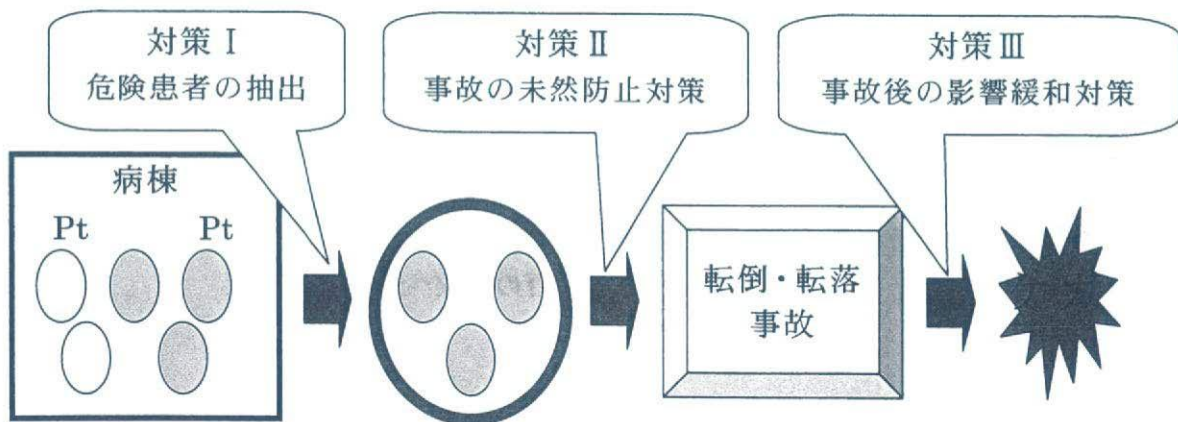 対策Ⅰ
危険患者の抽出
対策Ⅱ
事故の未然防止対策
対策Ⅲ
事故後の影響緩和対策
病棟
Pt Pt
転倒・転落
事故